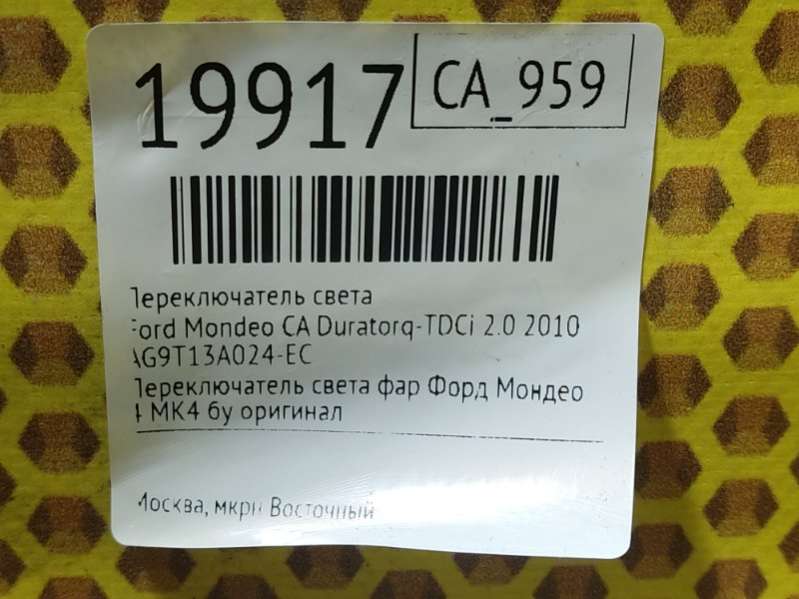 19917
CA_959
Переключатель света
Ford Mondeo CA Duratorq-TDCi 2.0 2010
AG9T13A024-EC
Переключатель света фар Форд Мондео
4 МК4 бу оригинал
Москва, мкрн Восточный